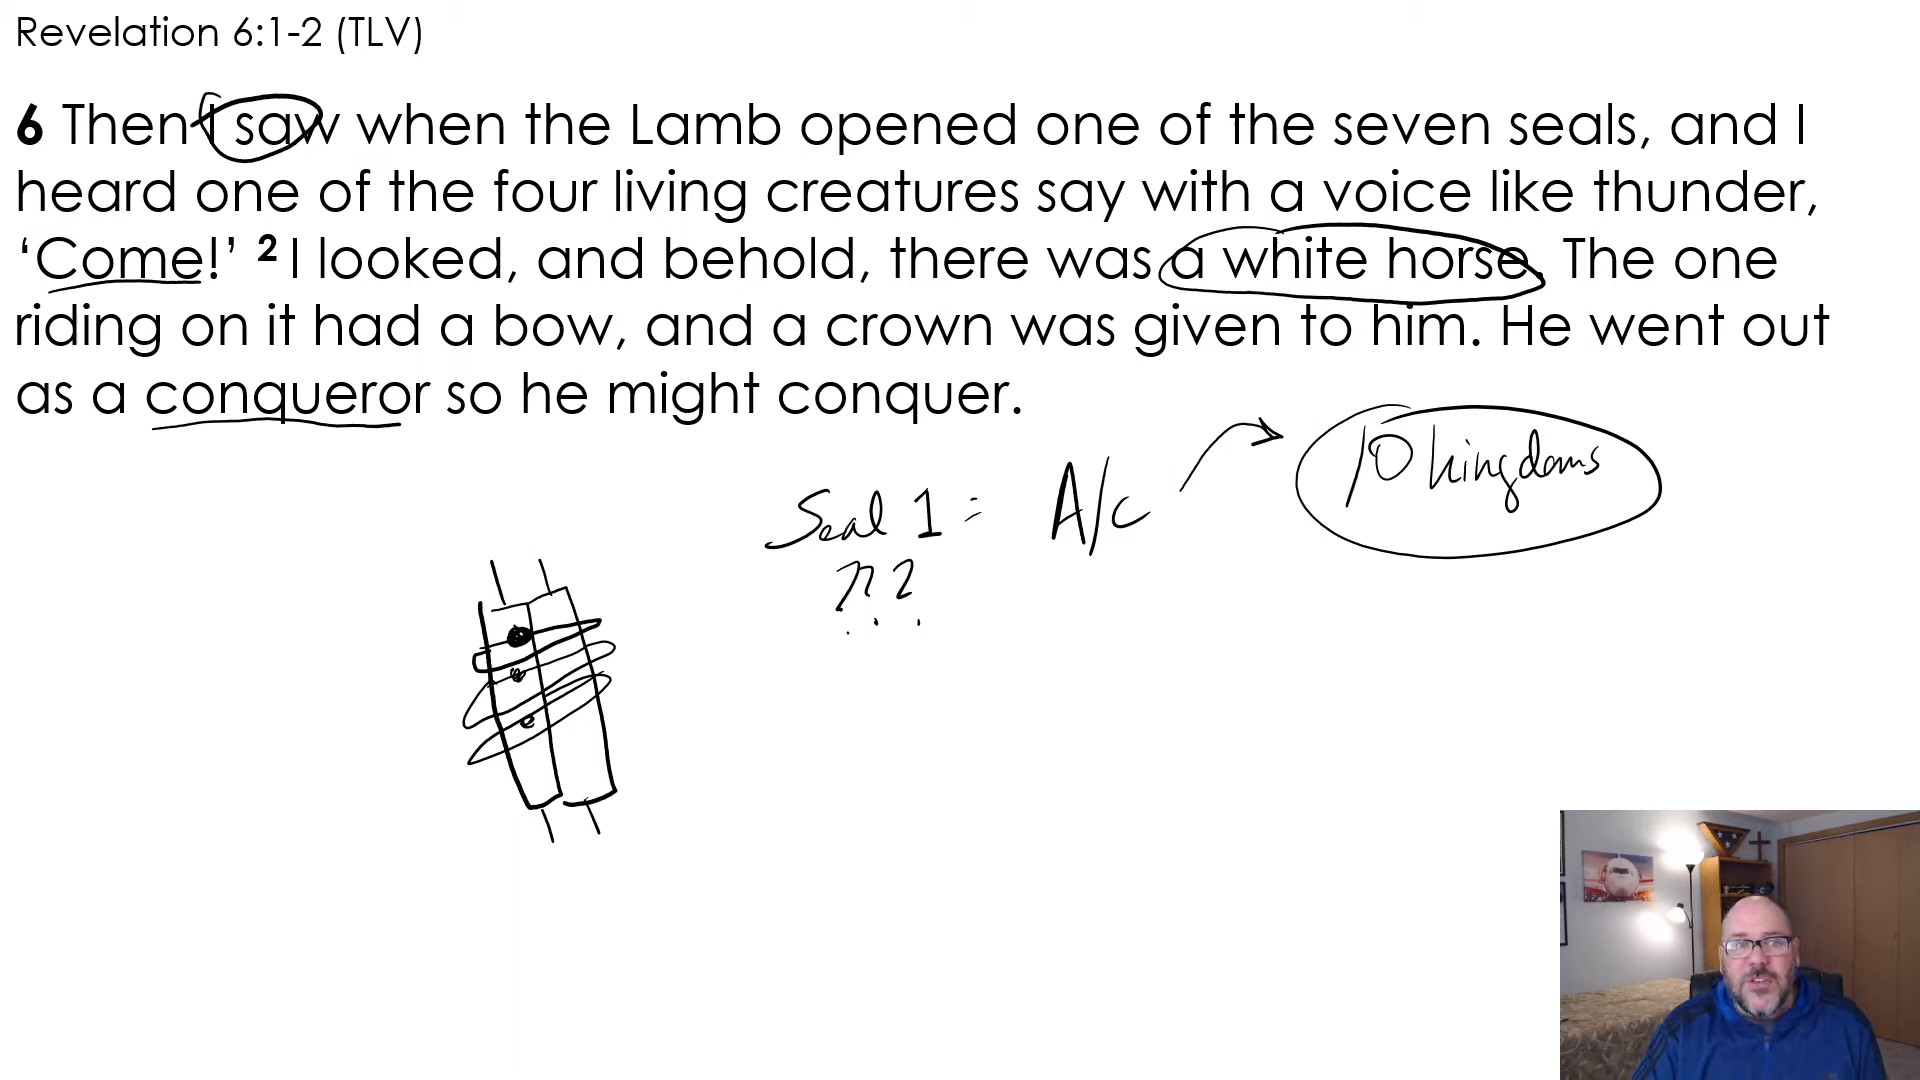 Revelation 6:1-2 (TLV)
6 Then I saw when the Lamb opened one of the seven seals, and I
heard one of the four living creatures say with a voice like thunder,
‘Come!’ 2 I looked, and behold, there was a white horse. The one
riding on it had a bow, and a crown was given to him. He went out
as a conqueror so he might conquer.
10 kingdoms
Seal 1 = A/c
???